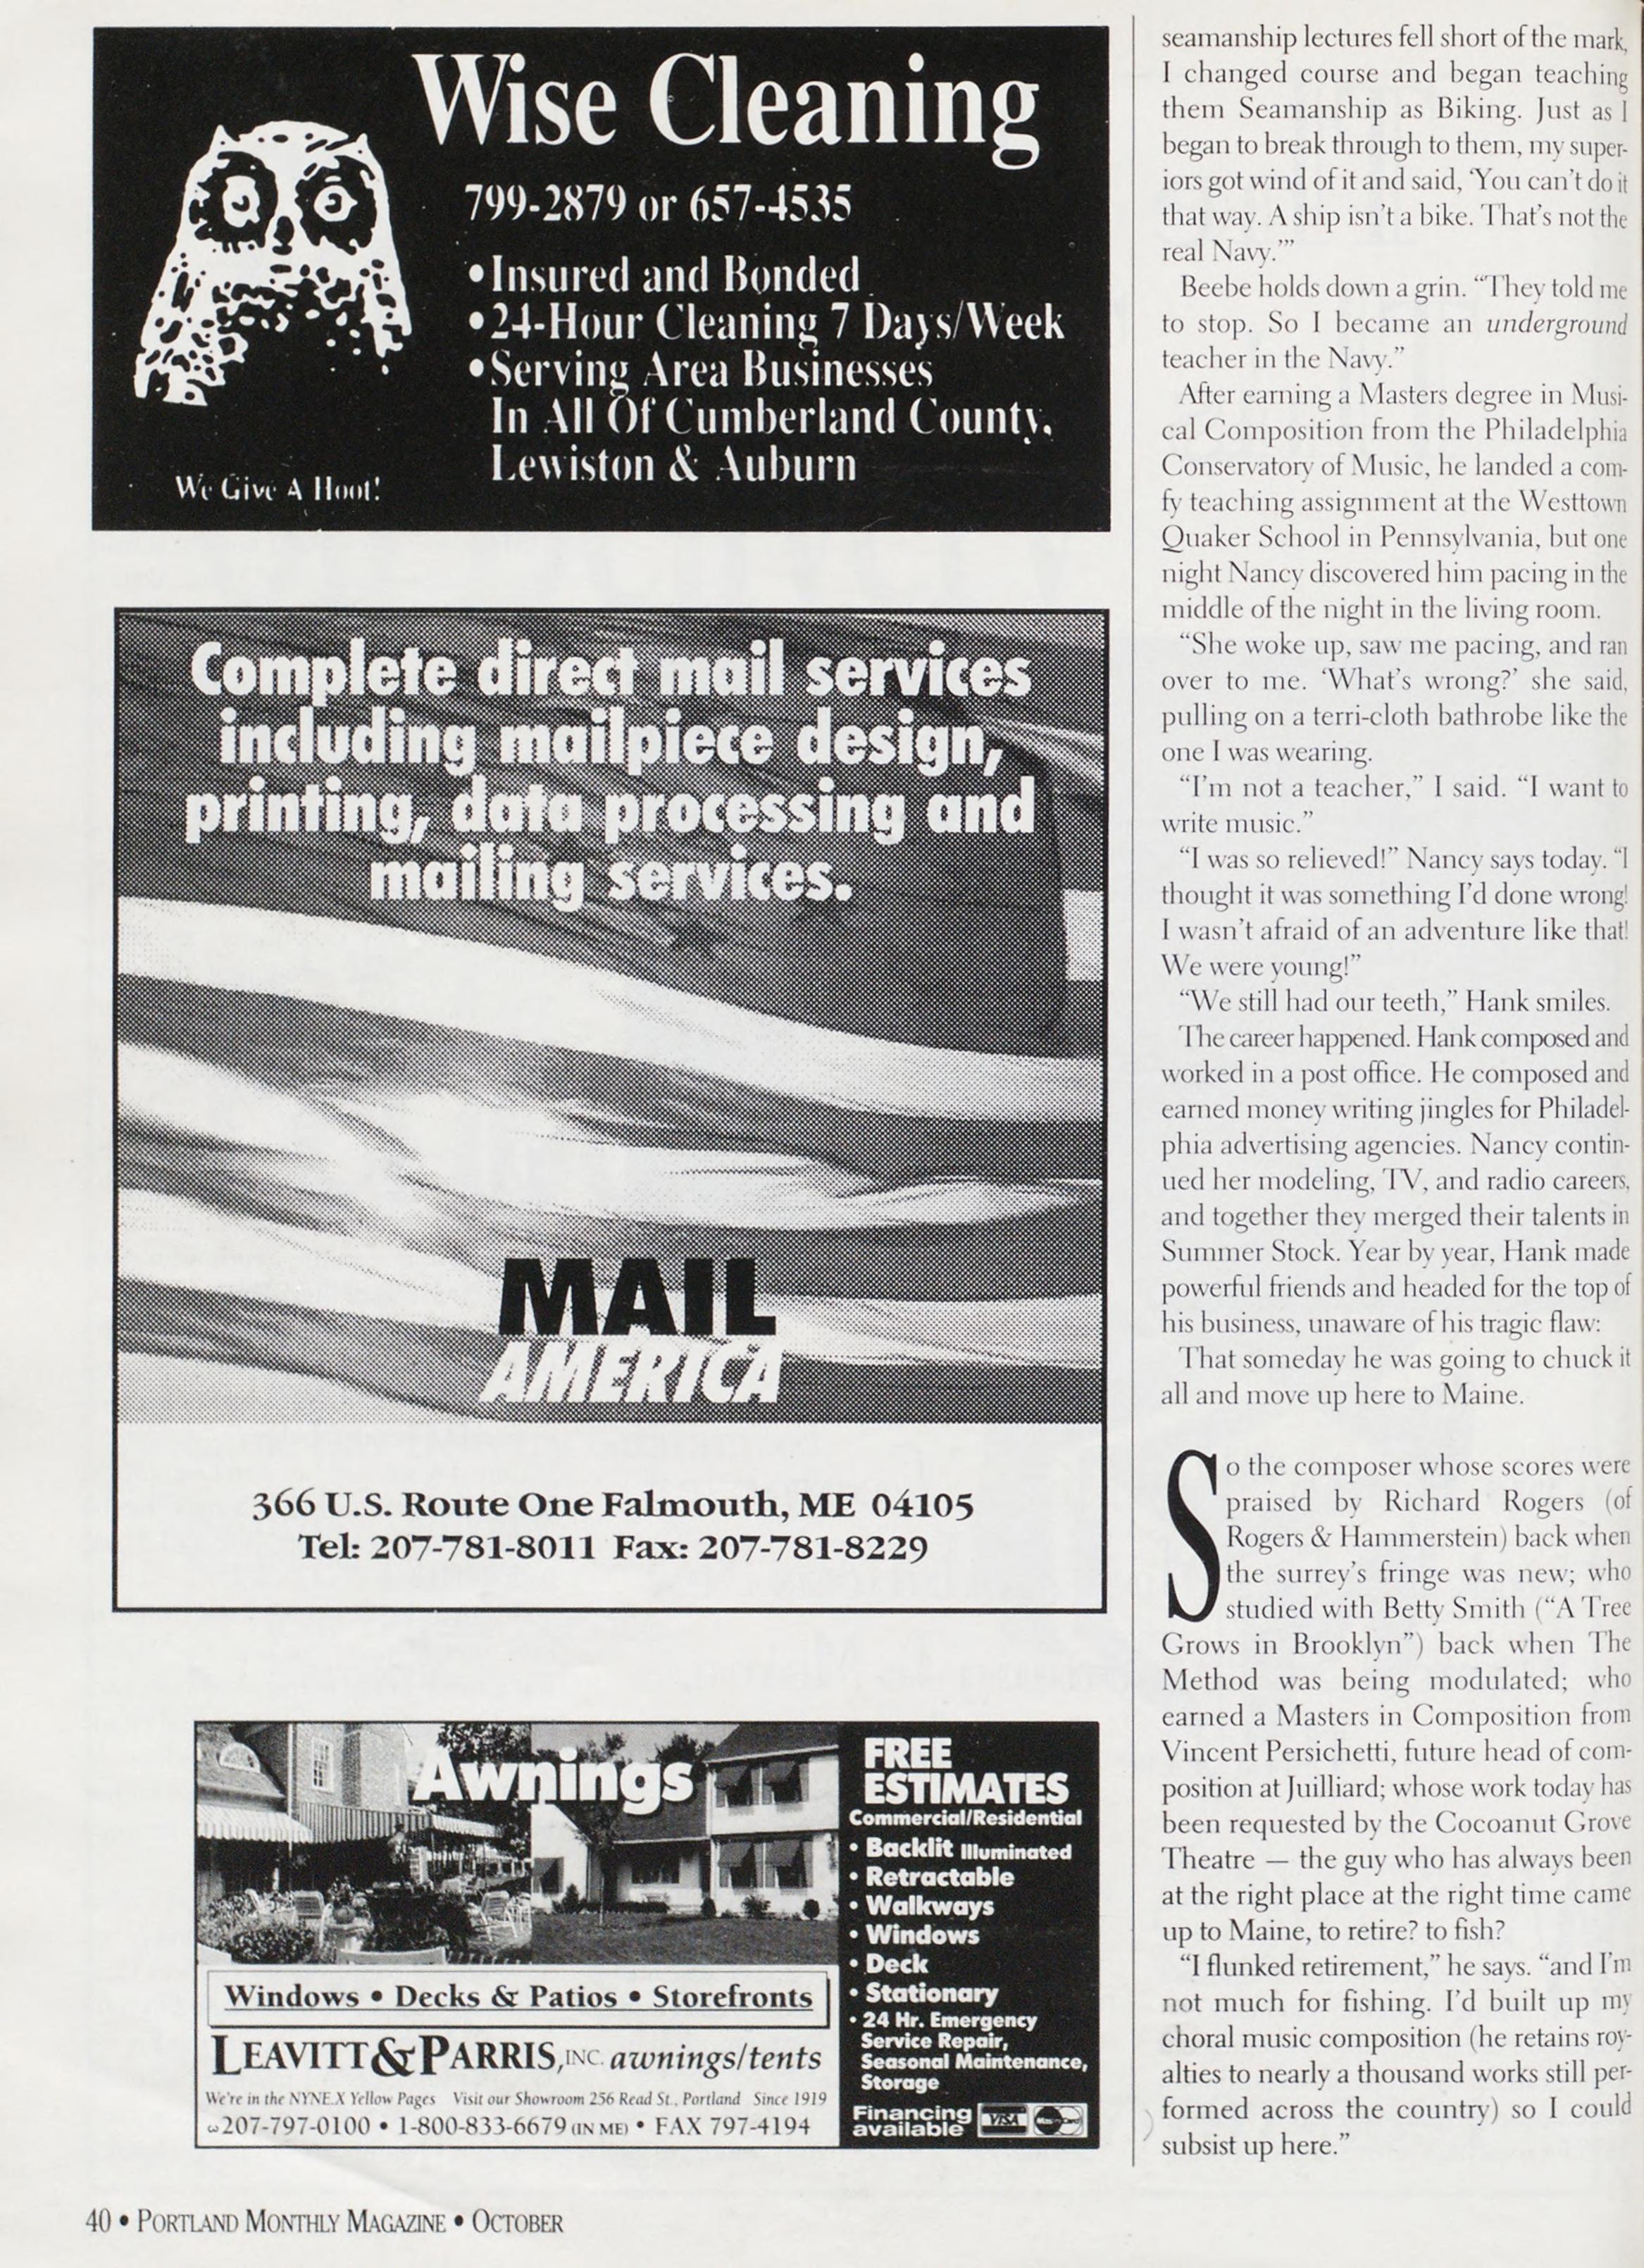 Wise Cleaning
799-2879 or 657-4535
•Insured and Bonded
•24-Hour Cleaning 7 Days/Week
•Serving Area Businesses
In All Of Cumberland County,
Lewiston & Auburn
We Give A Hoot!
Complete direct mail services
including mailpiece design,
printing, data processing and
mailing services.
MAIL
AMERICA
366 U.S. Route One Falmouth, ME 04105
Tel: 207-781-8011 Fax: 207-781-8229
Awnings
Windows • Decks & Patios • Storefronts
LEAVITT & PARRIS, INC. awnings/tents
We're in the NYNEX Yellow Pages Visit our Showroom 256 Read St., Portland Since 1919
207-797-0100 • 1-800-833-6679 (IN ME) • FAX 797-4194
FREE
ESTIMATES
Commercial/Residential
• Backlit Illuminated
• Retractable
• Walkways
• Windows
• Deck
• Stationary
• 24 Hr. Emergency
Service Repair,
Seasonal Maintenance,
Storage
Financing
available
VISA
MasterCard
seamanship lectures fell short of the mark,
I changed course and began teaching
them Seamanship as Biking. Just as I
began to break through to them, my super-
iors got wind of it and said, 'You can't do it
that way. A ship isn't a bike. That's not the
real Navy.'"
Beebe holds down a grin. "They told me
to stop. So I became an underground
teacher in the Navy."
After earning a Masters degree in Musi-
cal Composition from the Philadelphia
Conservatory of Music, he landed a com-
fy teaching assignment at the Westtown
Quaker School in Pennsylvania, but one
night Nancy discovered him pacing in the
middle of the night in the living room.
"She woke up, saw me pacing, and ran
over to me. 'What's wrong?' she said,
pulling on a terri-cloth bathrobe like the
one I was wearing.
"I'm not a teacher," I said. "I want to
write music."
"I was so relieved!" Nancy says today. "I
thought it was something I'd done wrong!
I wasn't afraid of an adventure like that!
We were young!"
"We still had our teeth," Hank smiles.
The career happened. Hank composed and
worked in a post office. He composed and
earned money writing jingles for Philadel-
phia advertising agencies. Nancy contin-
ued her modeling, TV, and radio careers,
and together they merged their talents in
Summer Stock. Year by year, Hank made
powerful friends and headed for the top of
his business, unaware of his tragic flaw:
That someday he was going to chuck it
all and move up here to Maine.
So the composer whose scores were
praised by Richard Rogers (of
Rogers & Hammerstein) back when
the surrey's fringe was new; who
studied with Betty Smith ("A Tree
Grows in Brooklyn") back when The
Method was being modulated; who
earned a Masters in Composition from
Vincent Persichetti, future head of com-
position at Juilliard; whose work today has
been requested by the Cocoanut Grove
Theatre — the guy who has always been
at the right place at the right time came
up to Maine, to retire? to fish?
"I flunked retirement," he says. "and I'm
not much for fishing. I'd built up my
choral music composition (he retains roy-
alties to nearly a thousand works still per-
formed across the country) so I could
subsist up here."
40 • PORTLAND MONTHLY MAGAZINE • OCTOBER